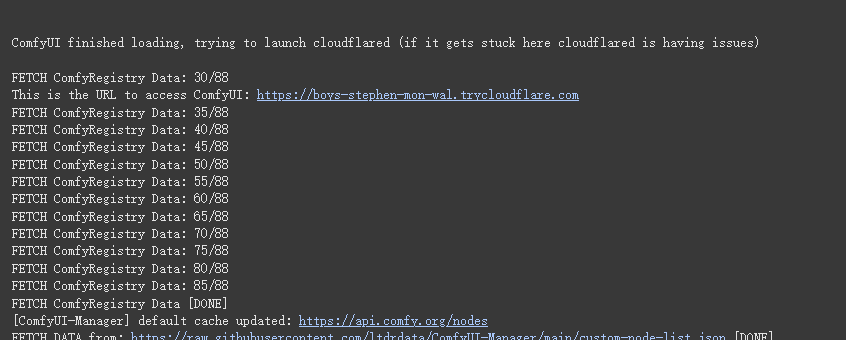 ComfyUI finished loading, trying to launch cloudflared (if it gets stuck here cloudflared is having issues)
FETCH ComfyRegistry Data: 30/88
This is the URL to access ComfyUI: https://boys-stephen-mon-wal.trycloudflare.com
FETCH ComfyRegistry Data: 35/88
FETCH ComfyRegistry Data: 40/88
FETCH ComfyRegistry Data: 45/88
FETCH ComfyRegistry Data: 50/88
FETCH ComfyRegistry Data: 55/88
FETCH ComfyRegistry Data: 60/88
FETCH ComfyRegistry Data: 65/88
FETCH ComfyRegistry Data: 70/88
FETCH ComfyRegistry Data: 75/88
FETCH ComfyRegistry Data: 80/88
FETCH ComfyRegistry Data: 85/88
FETCH ComfyRegistry Data [DONE]
[ComfyUI-Manager] default cache updated: https://api.comfy.org/nodes
FETCH DATA from: https://raw.githubusercontent.com/ltdrdata/ComfyUI-Manager/main/custom-node-list.json [DONE]